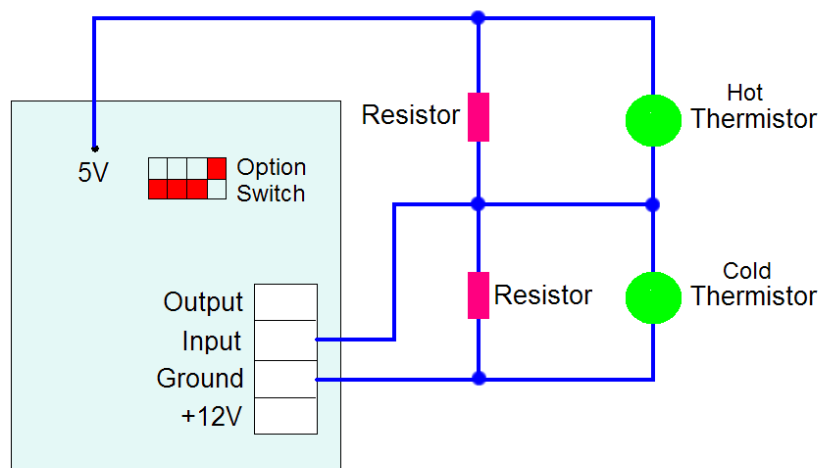 Hot
Thermistor
Resistor
5V
Option
Switch
Cold
Thermistor
Resistor
Output
Input
Ground
+12V